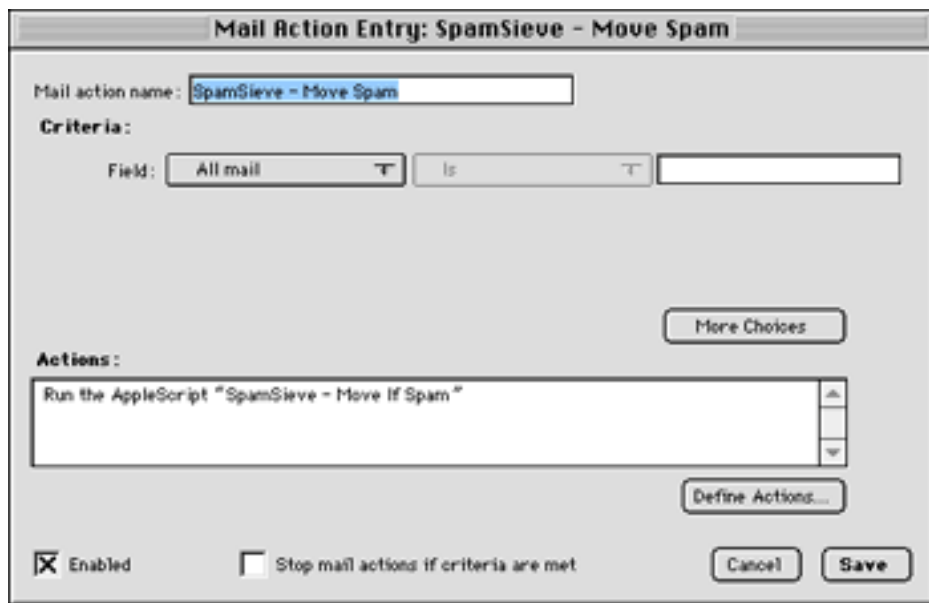 Mail Action Entry: SpamSieve - Move Spam
Mail action name: SpamSieve - Move Spam
Criteria:
Field: All mail Is
More Choices
Actions:
Run the AppleScript "SpamSieve - Move If Spam"
Define Actions...
Enabled Stop mail actions if criteria are met Cancel Save